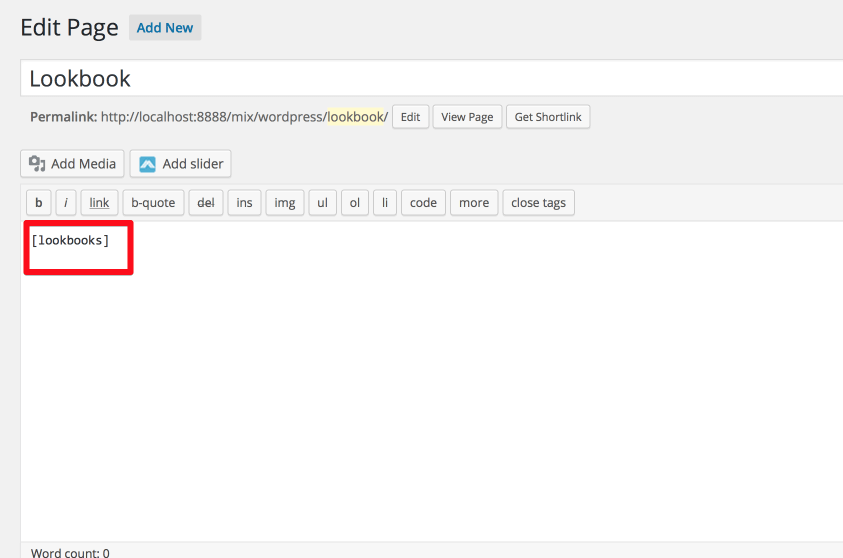 Edit Page Add New
Lookbook
Permalink: http://localhost:8888/mix/wordpress/lookbook/ Edit View Page Get Shortlink
Add Media Add slider
b i link b-quote del ins img ul ol li code more close tags
[lookbooks]
Word count: 0